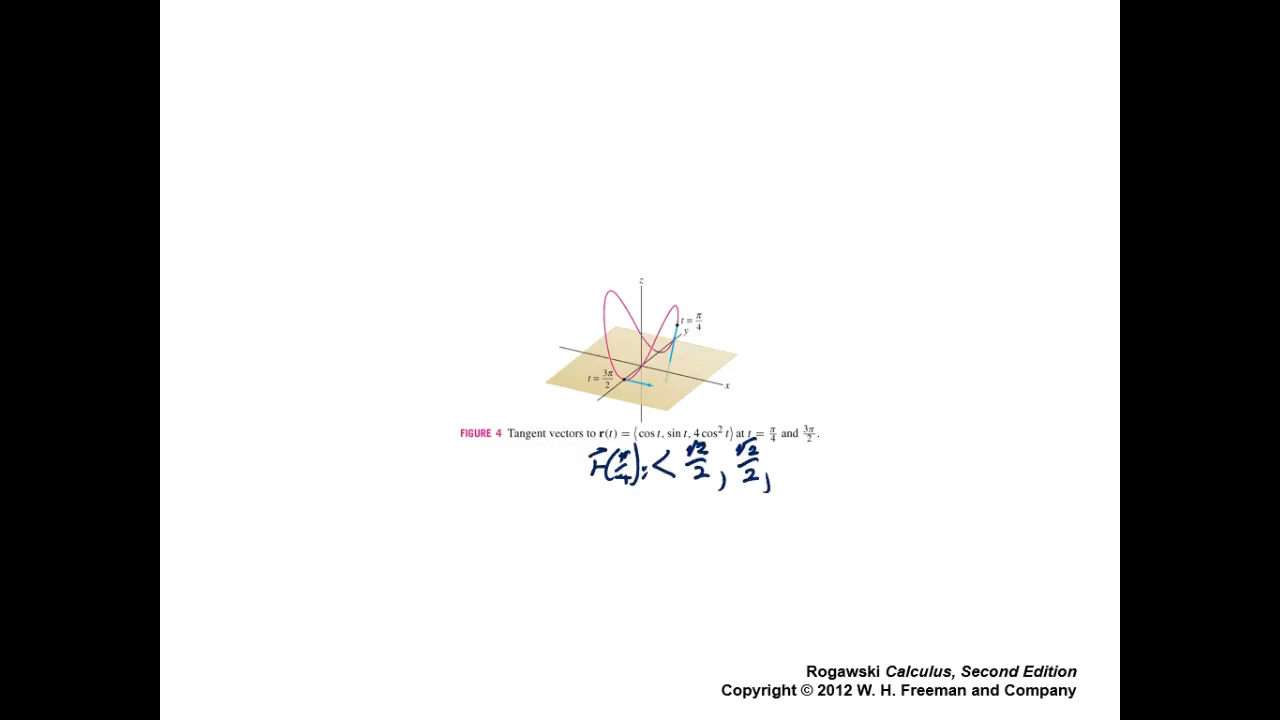 z
t = π/4
y
t = 3π/2
x
FIGURE 4 Tangent vectors to r(t) = ⟨cos t, sin t, 4 cos² t⟩ at t = π/4 and 3π/2.
r⃗(π/4) = < √2/2, √2/2,
Rogawski Calculus, Second Edition
Copyright © 2012 W. H. Freeman and Company